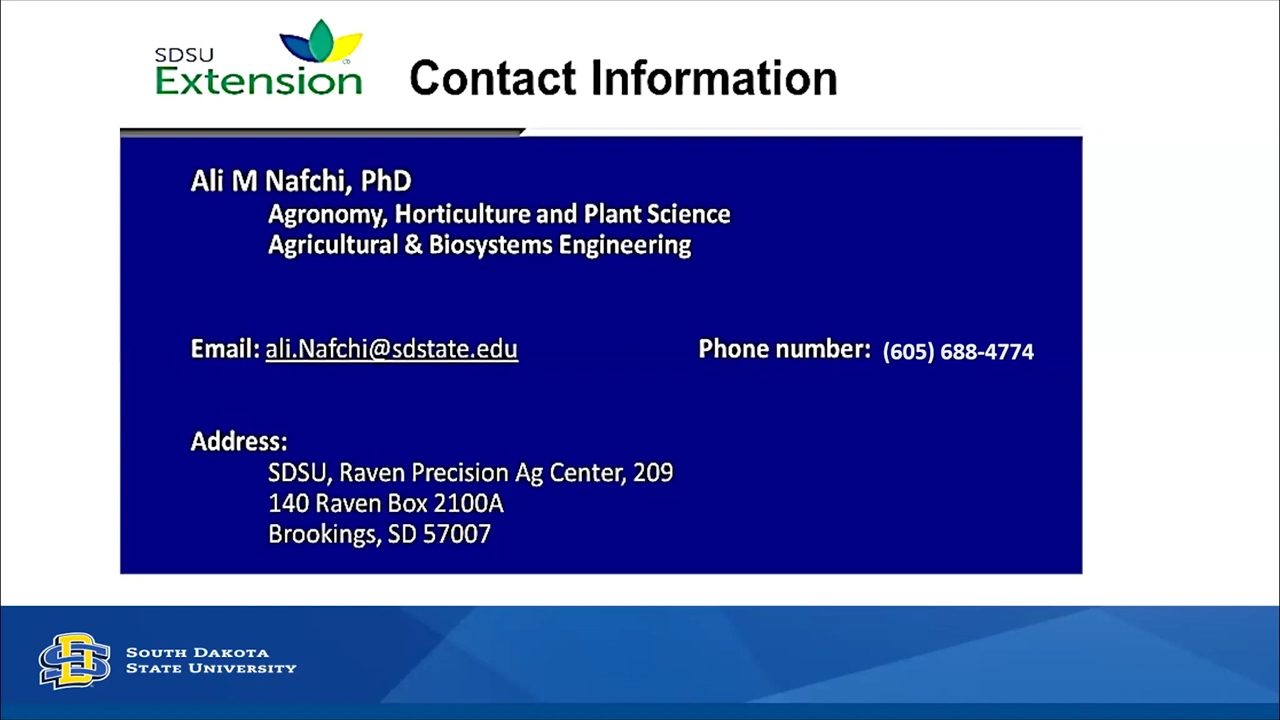 SDSU
Extension
Contact Information
Ali M Nafchi, PhD
Agronomy, Horticulture and Plant Science
Agricultural & Biosystems Engineering
Email: ali.Nafchi@sdstate.edu
Phone number: (605) 688-4774
Address:
SDSU, Raven Precision Ag Center, 209
140 Raven Box 2100A
Brookings, SD 57007
SOUTH DAKOTA
STATE UNIVERSITY